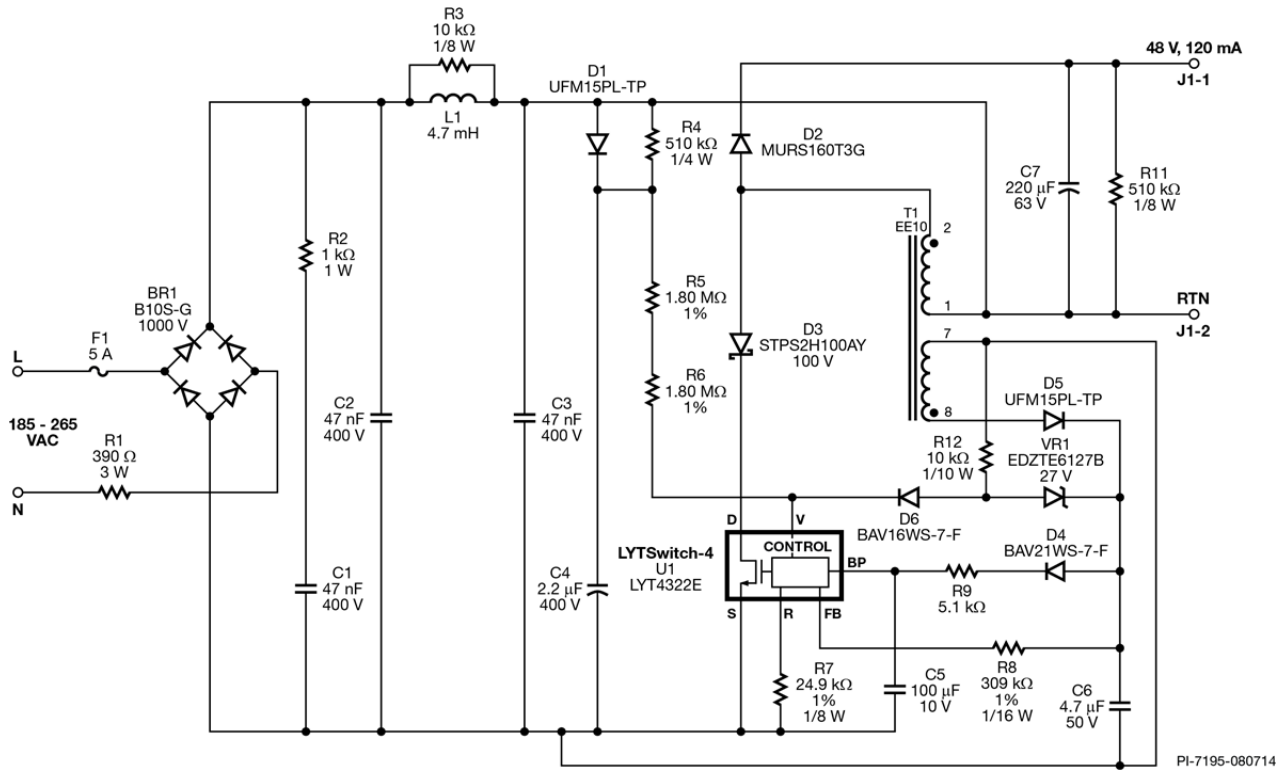 R3
10 kΩ
1/8 W
L1
4.7 mH
D1
UFM15PL-TP
R4
510 kΩ
1/4 W
D2
MURS160T3G
48 V, 120 mA
J1-1
C7
220 μF
63 V
R11
510 kΩ
1/8 W
T1
EE10
2
1
RTN
J1-2
R2
1 kΩ
1 W
BR1
B10S-G
1000 V
F1
5 A
L
185 - 265
VAC
R1
390 Ω
3 W
N
R5
1.80 MΩ
1%
R6
1.80 MΩ
1%
D3
STPS2H100AY
100 V
7
8
D5
UFM15PL-TP
R12
10 kΩ
1/10 W
VR1
EDZTE6127B
27 V
C2
47 nF
400 V
C3
47 nF
400 V
D6
BAV16WS-7-F
D4
BAV21WS-7-F
C1
47 nF
400 V
C4
2.2 μF
400 V
LYTSwitch-4
U1
LYT4322E
D
V
CONTROL
BP
S
R
FB
R9
5.1 kΩ
R7
24.9 kΩ
1%
1/8 W
C5
100 μF
10 V
R8
309 kΩ
1%
1/16 W
C6
4.7 μF
50 V
PI-7195-080714